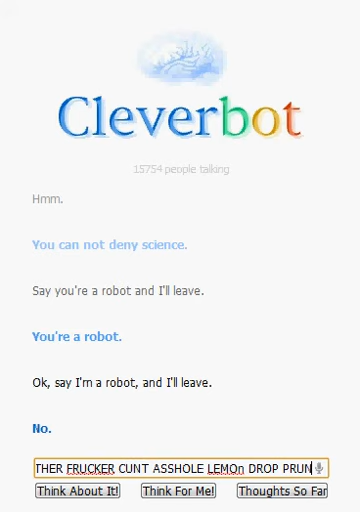 Cleverbot
15754 people talking
Hmm.
You can not deny science.
Say you're a robot and I'll leave.
You're a robot.
Ok, say I'm a robot, and I'll leave.
No.
THER FRUCKER CUNT ASSHOLE LEMOn DROP PRUN
Think About It! Think For Me! Thoughts So Far